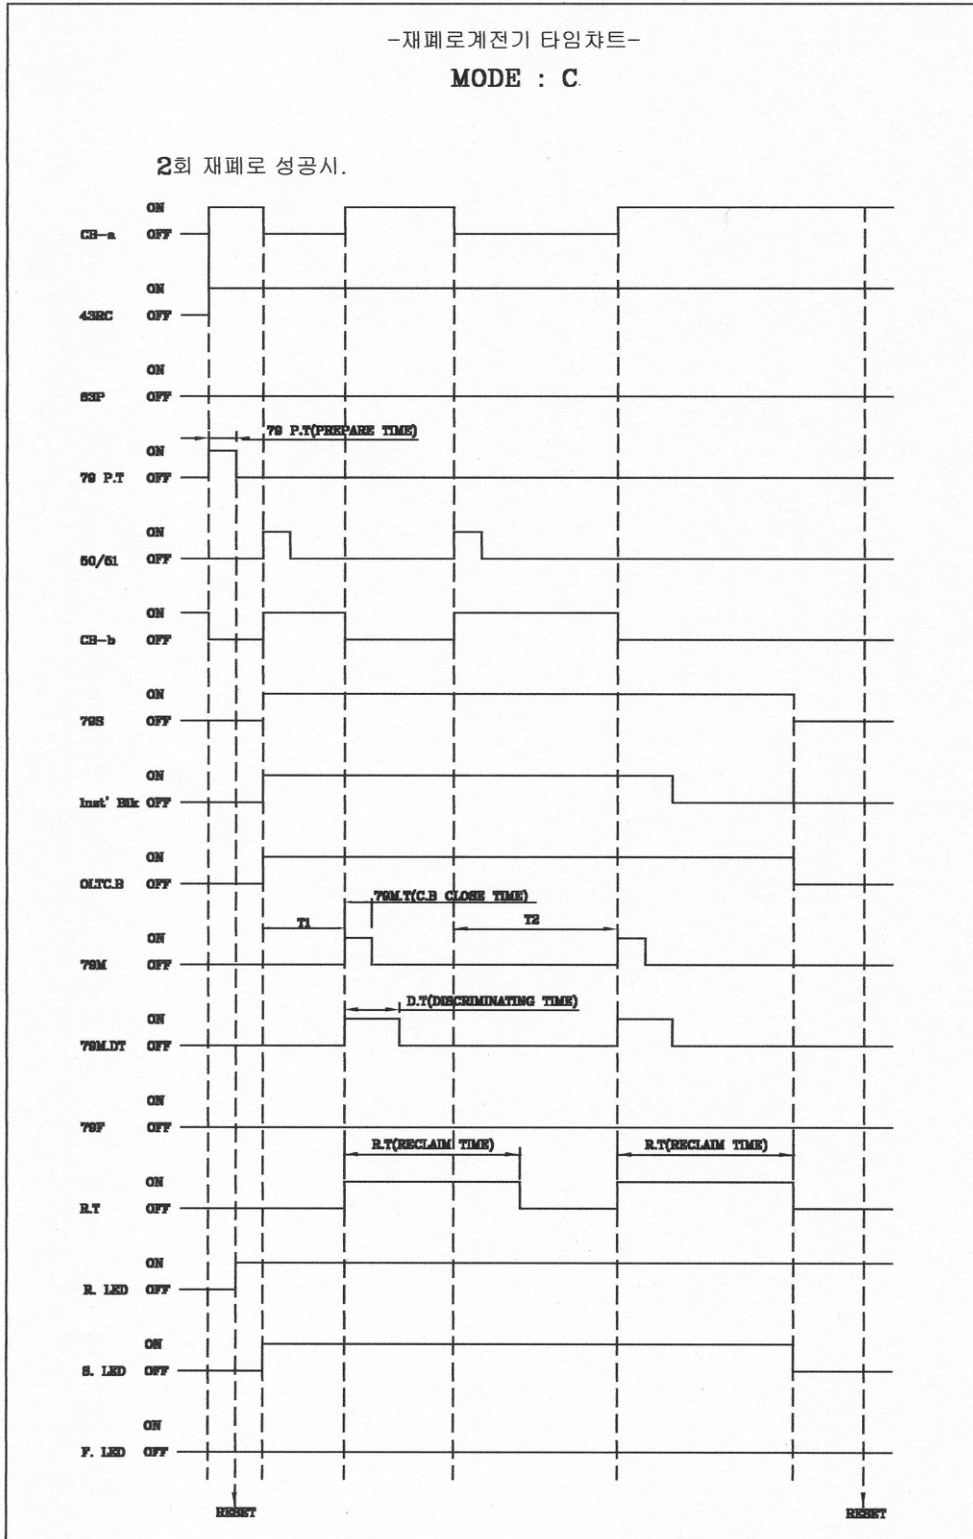 -재폐로계전기 타임챠트-
MODE : C
2회 재폐로 성공시.
ON
CB-a OFF
ON
43RC OFF
ON
63P OFF
79 P.T(PREPARE TIME)
ON
79 P.T OFF
ON
50/51 OFF
ON
CB-b OFF
ON
79S OFF
ON
Inst' Blk OFF
ON
OLTC.B OFF
79M.T(C.B CLOSE TIME)
T1 T2
ON
79M OFF
D.T(DISCRIMINATING TIME)
ON
79M.DT OFF
ON
79F OFF
R.T(RECLAIM TIME) R.T(RECLAIM TIME)
ON
R.T OFF
ON
R. LED OFF
ON
S. LED OFF
ON
F. LED OFF
RESET RESET